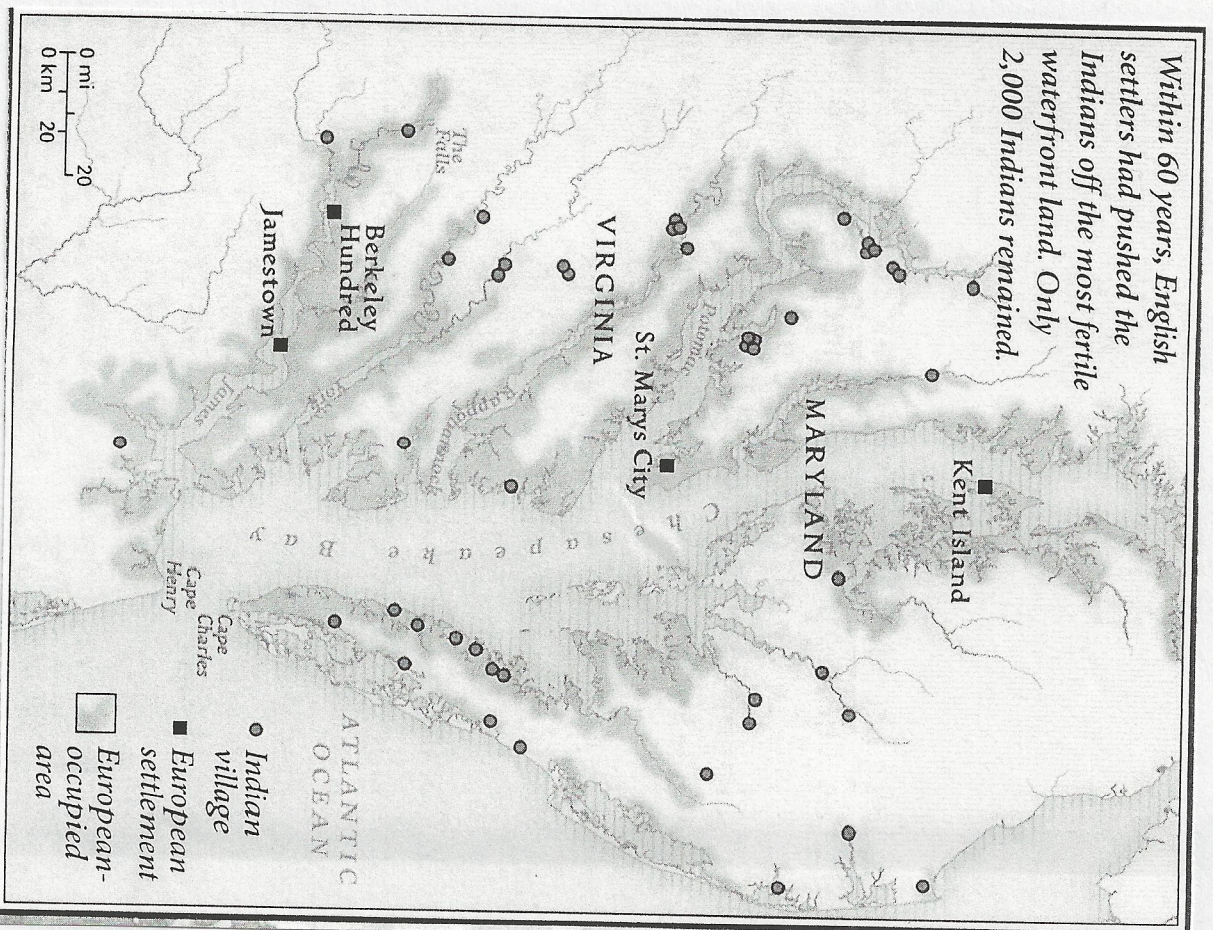 Within 60 years, English
settlers had pushed the
Indians off the most fertile
waterfront land. Only
2,000 Indians remained.
Kent Island
MARYLAND
Potomac
St. Marys City
VIRGINIA
Chesapeake Bay
Rappahannock
The
Falls
York
Berkeley
Hundred
Jamestown
James
Cape
Charles
Cape
Henry
ATLANTIC
OCEAN
0 mi 20
0 km 20
Indian
village
European
settlement
European-
occupied
area